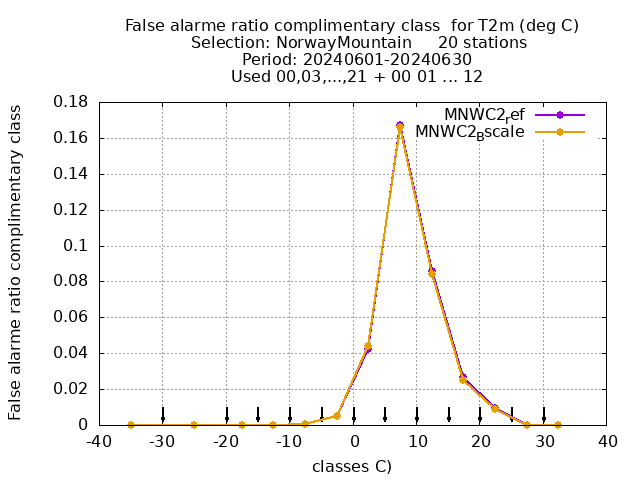 False alarme ratio complimentary class  for T2m (deg C)
Selection: NorwayMountain     20 stations
Period: 20240601-20240630
Used 00,03,...,21 + 00 01 ... 12
False alarme ratio complimentary class
0.18
0.16
0.14
0.12
0.1
0.08
0.06
0.04
0.02
0
MNWC2ref
MNWC2Bscale
-40 -30 -20 -10 0 10 20 30 40
classes C)